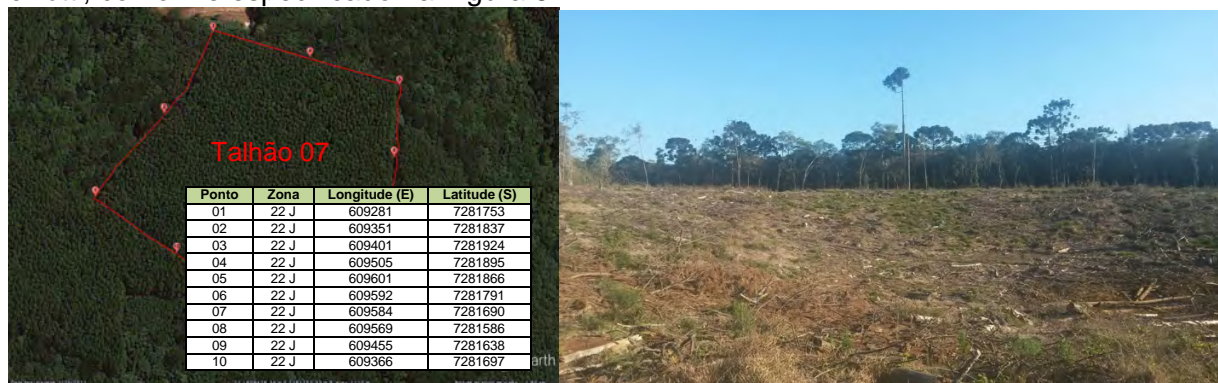 Talhão 07
Ponto Zona Longitude (E) Latitude (S)
01 22 J 609281 7281753
02 22 J 609351 7281837
03 22 J 609401 7281924
04 22 J 609505 7281895
05 22 J 609601 7281866
06 22 J 609592 7281791
07 22 J 609584 7281690
08 22 J 609569 7281586
09 22 J 609455 7281638
10 22 J 609366 7281697
arth